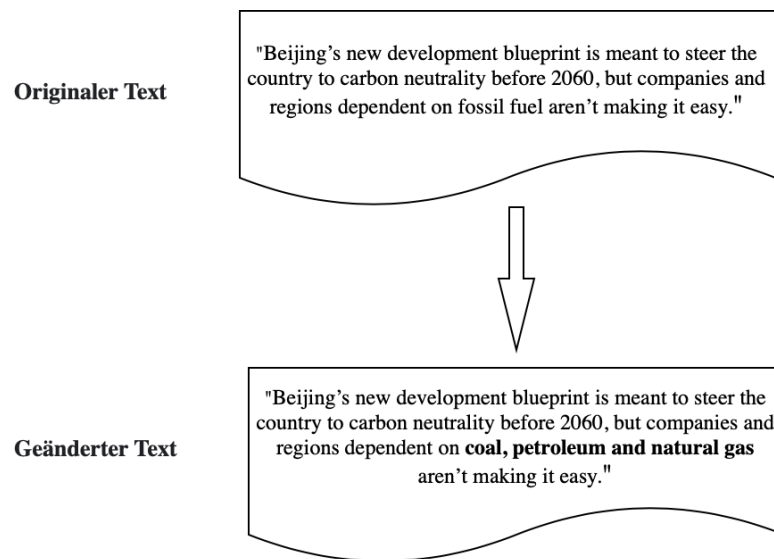 "Beijing’s new development blueprint is meant to steer the
country to carbon neutrality before 2060, but companies and
regions dependent on fossil fuel aren’t making it easy."
Originaler Text
"Beijing’s new development blueprint is meant to steer the
country to carbon neutrality before 2060, but companies and
regions dependent on coal, petroleum and natural gas
aren’t making it easy."
Geänderter Text